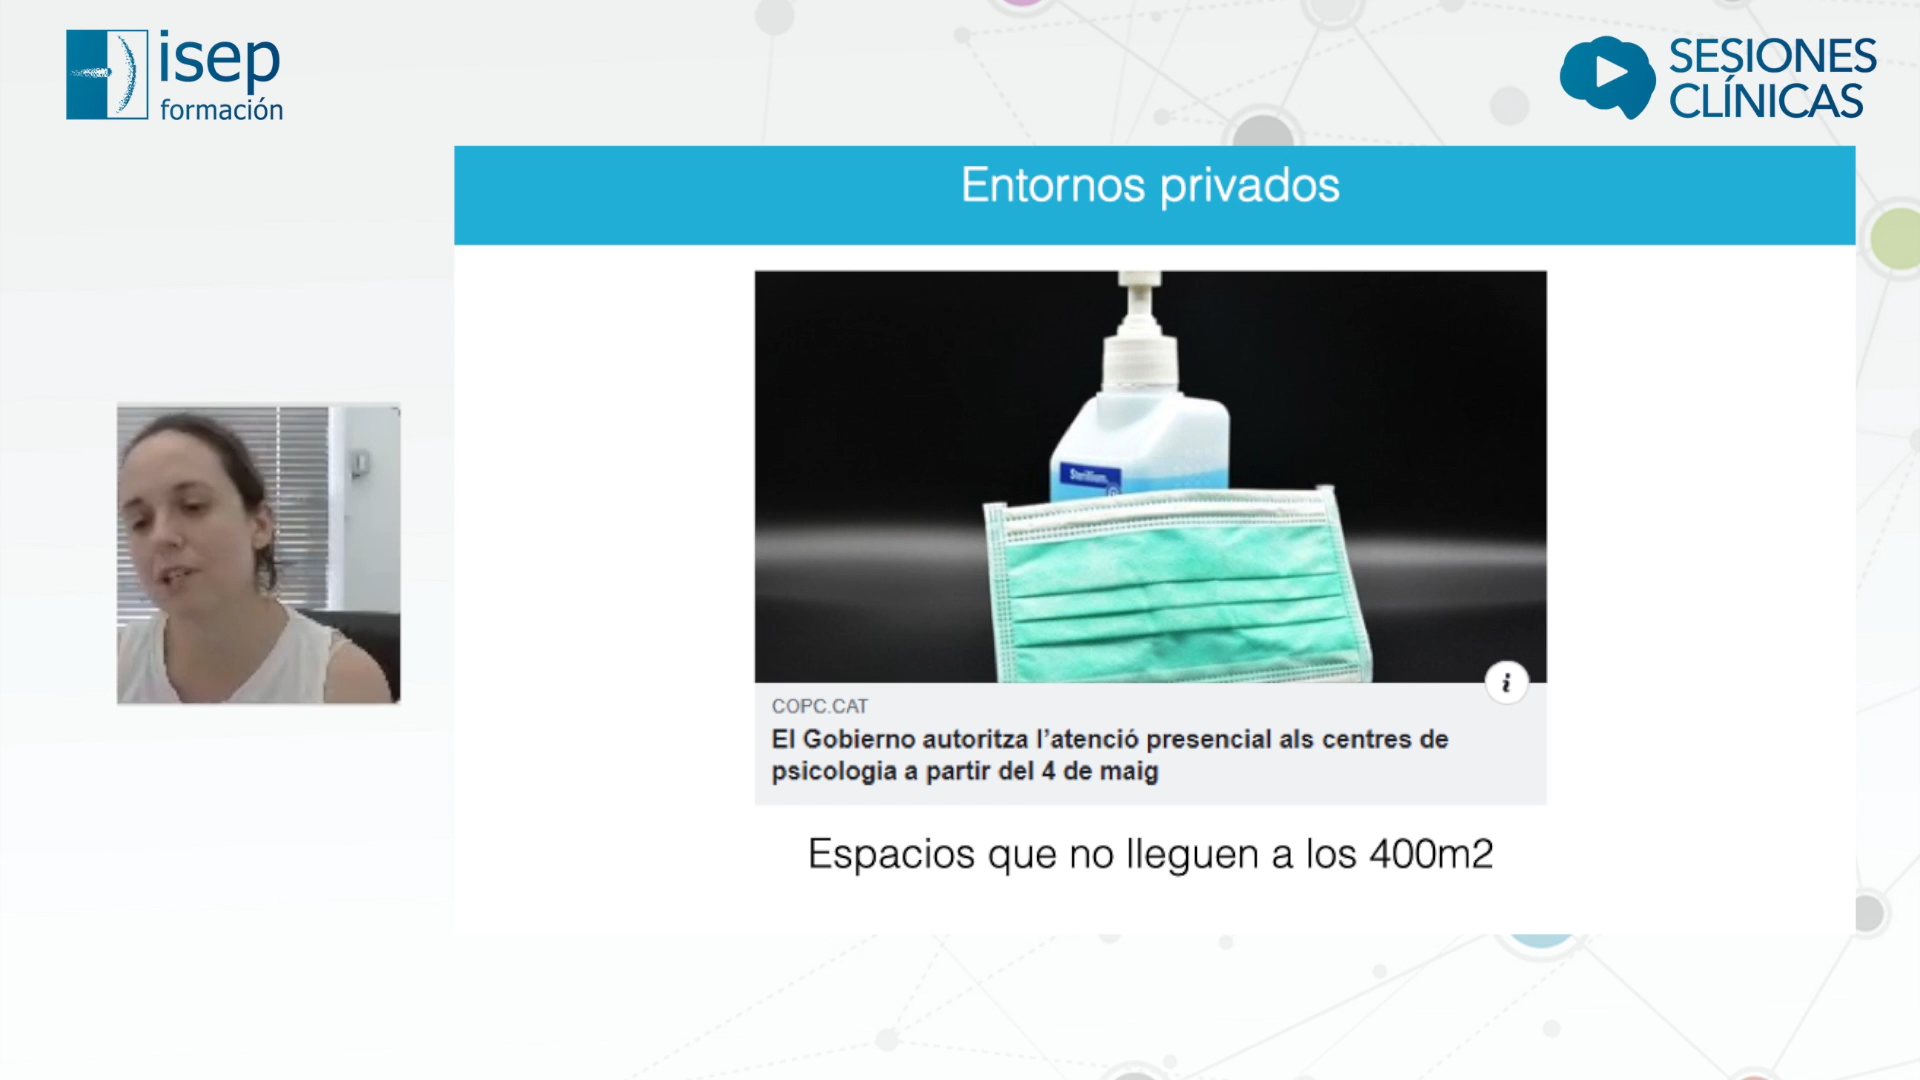 isep
formación
SESIONES
CLÍNICAS
Entornos privados
Sterillium
i
COPC.CAT
El Gobierno autoritza l'atenció presencial als centres de
psicologia a partir del 4 de maig
Espacios que no lleguen a los 400m2